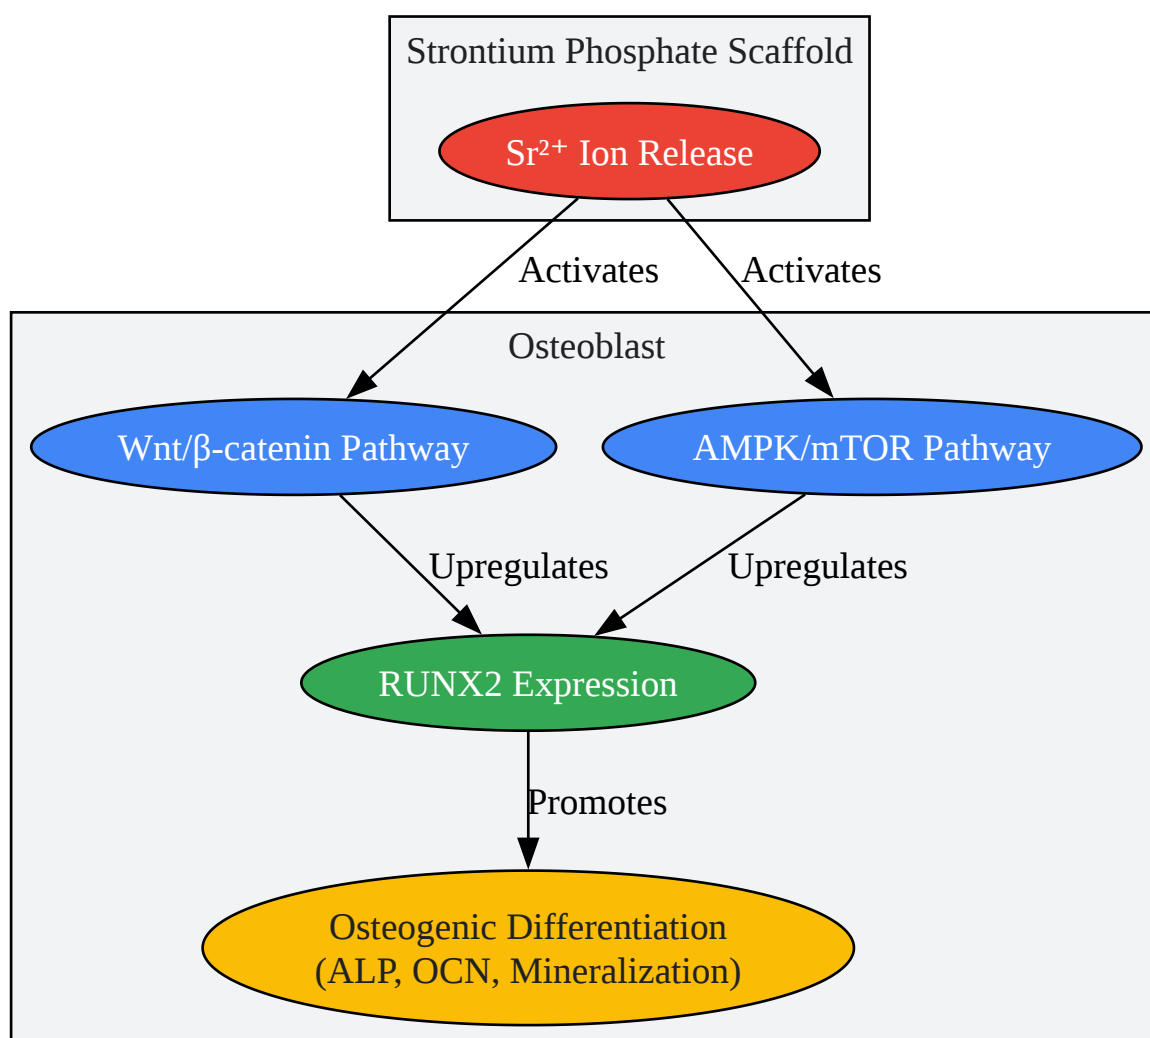 Strontium Phosphate Scaffold
Sr²⁺ Ion Release
Activates
Activates
Osteoblast
Wnt/β-catenin Pathway
AMPK/mTOR Pathway
Upregulates
Upregulates
RUNX2 Expression
Promotes
Osteogenic Differentiation
(ALP, OCN, Mineralization)